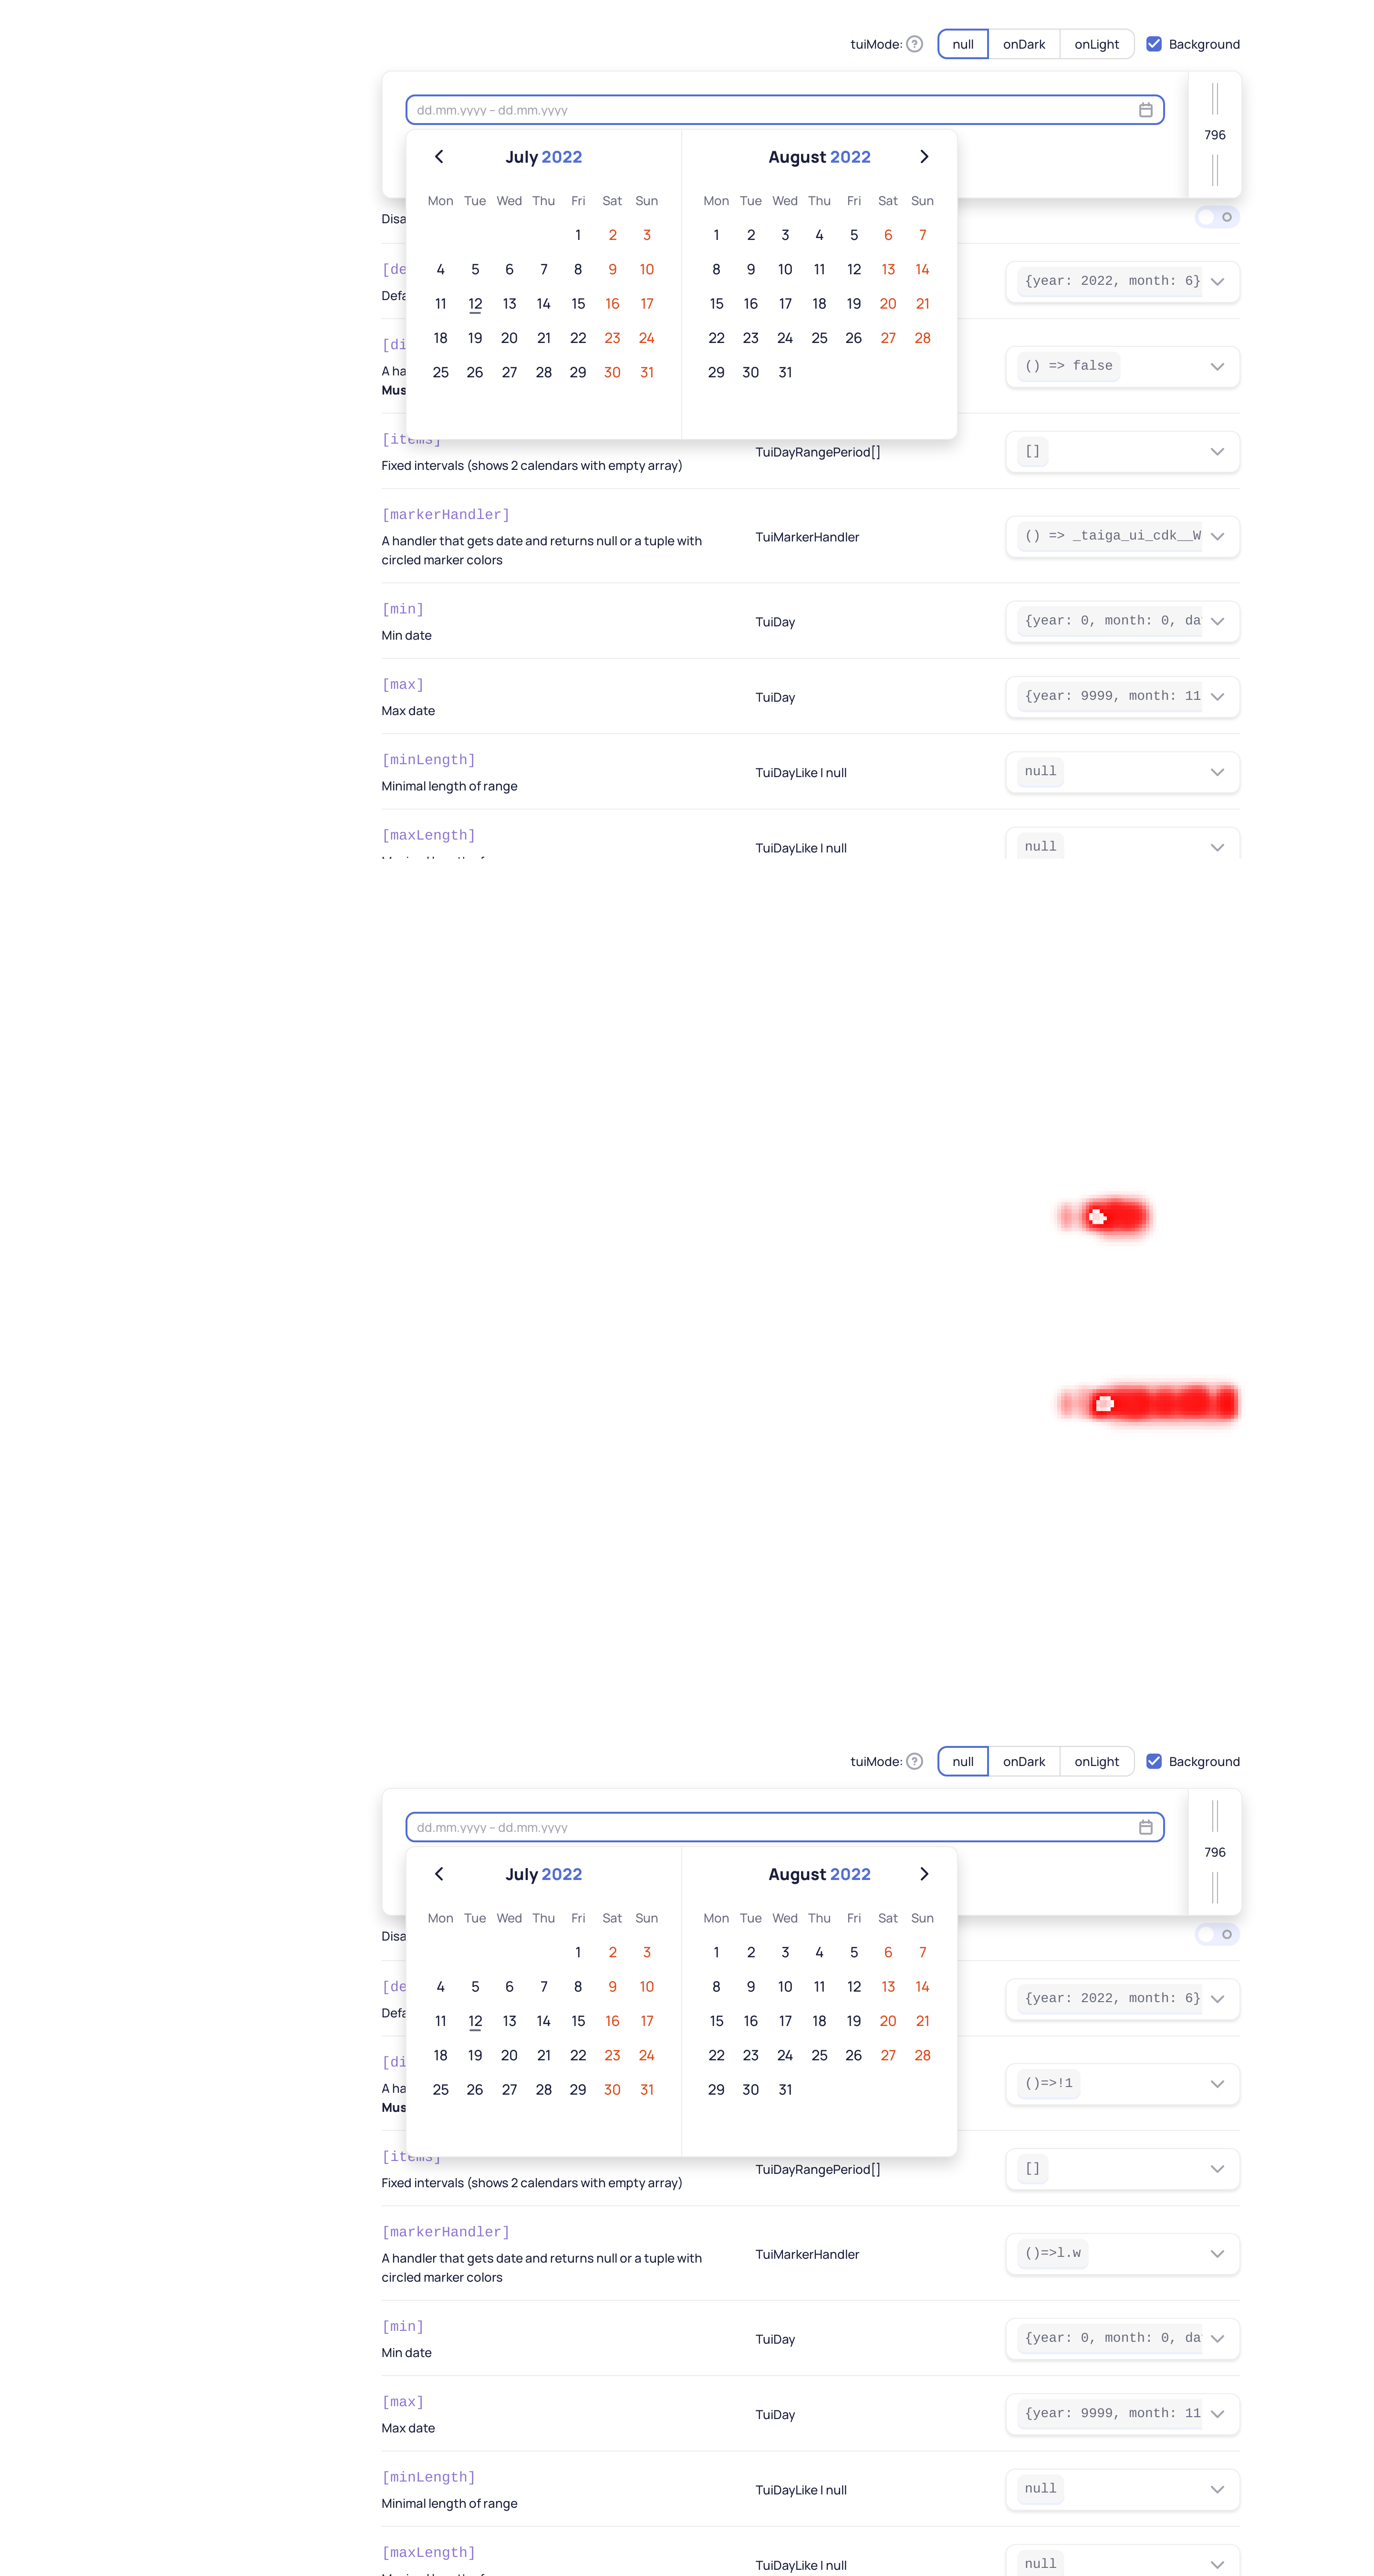 tuiMode: ? null onDark onLight Background
dd.mm.yyyy – dd.mm.yyyy
796
July 2022 August 2022
Mon Tue Wed Thu Fri Sat Sun Mon Tue Wed Thu Fri Sat Sun
Disa
1 2 3 1 2 3 4 5 6 7
[de
4 5 6 7 8 9 10 8 9 10 11 12 13 14
{year: 2022, month: 6}
Defa
11 12 13 14 15 16 17 15 16 17 18 19 20 21
18 19 20 21 22 23 24 22 23 24 25 26 27 28
[di
() => false
A ha
25 26 27 28 29 30 31 29 30 31
Mus
[items]
TuiDayRangePeriod[] []
Fixed intervals (shows 2 calendars with empty array)
[markerHandler]
A handler that gets date and returns null or a tuple with
TuiMarkerHandler () => _taiga_ui_cdk__W
circled marker colors
[min]
TuiDay {year: 0, month: 0, da
Min date
[max]
TuiDay {year: 9999, month: 11
Max date
[minLength]
TuiDayLike | null null
Minimal length of range
[maxLength]
TuiDayLike | null null
tuiMode: ? null onDark onLight Background
dd.mm.yyyy – dd.mm.yyyy
796
July 2022 August 2022
Mon Tue Wed Thu Fri Sat Sun Mon Tue Wed Thu Fri Sat Sun
Disa
1 2 3 1 2 3 4 5 6 7
[de
4 5 6 7 8 9 10 8 9 10 11 12 13 14
{year: 2022, month: 6}
Defa
11 12 13 14 15 16 17 15 16 17 18 19 20 21
18 19 20 21 22 23 24 22 23 24 25 26 27 28
[di
()=>!1
A ha
25 26 27 28 29 30 31 29 30 31
Mus
[items]
TuiDayRangePeriod[] []
Fixed intervals (shows 2 calendars with empty array)
[markerHandler]
A handler that gets date and returns null or a tuple with
TuiMarkerHandler ()=>l.w
circled marker colors
[min]
TuiDay {year: 0, month: 0, da
Min date
[max]
TuiDay {year: 9999, month: 11
Max date
[minLength]
TuiDayLike | null null
Minimal length of range
[maxLength]
TuiDayLike | null null